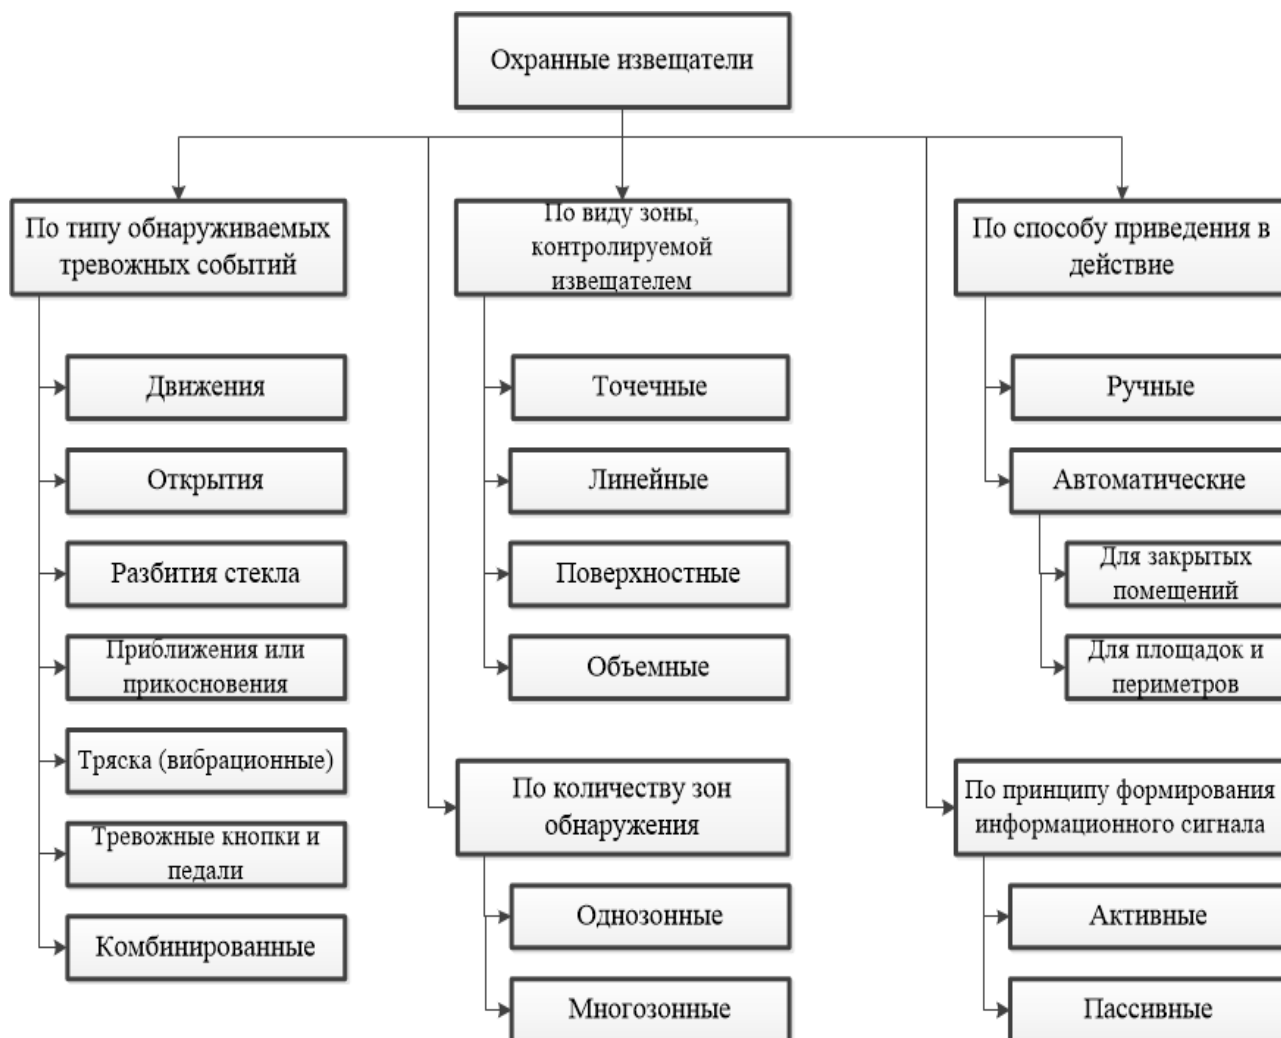 Охранные извещатели
По типу обнаруживаемых
тревожных событий
Движения
Открытия
Разбития стекла
Приближения или
прикосновения
Тряска (вибрационные)
Тревожные кнопки и
педали
Комбинированные
По виду зоны,
контролируемой
извещателем
Точечные
Линейные
Поверхностные
Объемные
По количеству зон
обнаружения
Однозонные
Многозонные
По способу приведения в
действие
Ручные
Автоматические
Для закрытых
помещений
Для площадок и
периметров
По принципу формирования
информационного сигнала
Активные
Пассивные